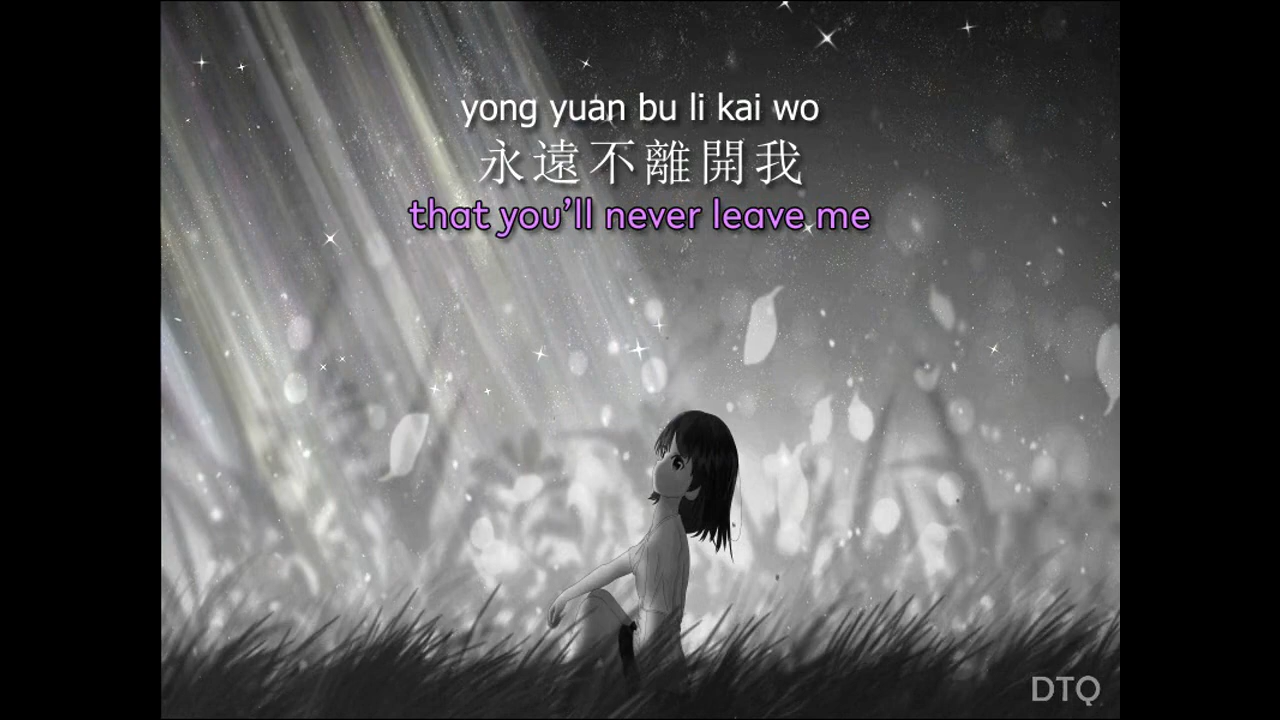 yong yuan bu li kai wo
永遠不離開我
that you’ll never leave me
DTQ